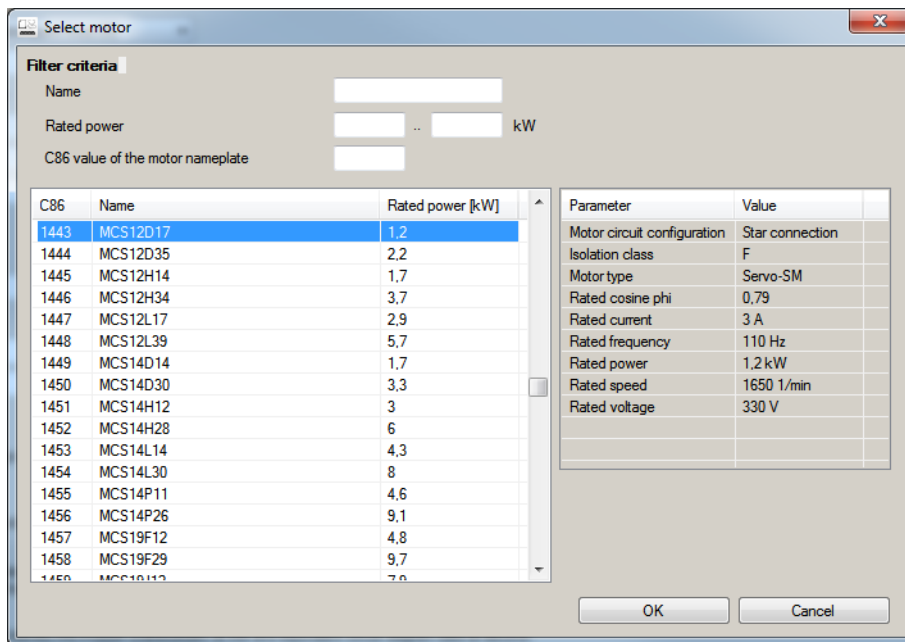 Select motor
Filter criteria
Name
Rated power .. kW
C86 value of the motor nameplate
C86 Name Rated power [kW]
1443 MCS12D17 1,2
1444 MCS12D35 2,2
1445 MCS12H14 1,7
1446 MCS12H34 3,7
1447 MCS12L17 2,9
1448 MCS12L39 5,7
1449 MCS14D14 1,7
1450 MCS14D30 3,3
1451 MCS14H12 3
1452 MCS14H28 6
1453 MCS14L14 4,3
1454 MCS14L30 8
1455 MCS14P11 4,6
1456 MCS14P26 9,1
1457 MCS19F12 4,8
1458 MCS19F29 9,7
Parameter Value
Motor circuit configuration Star connection
Isolation class F
Motor type Servo-SM
Rated cosine phi 0,79
Rated current 3 A
Rated frequency 110 Hz
Rated power 1,2 kW
Rated speed 1650 1/min
Rated voltage 330 V
OK Cancel